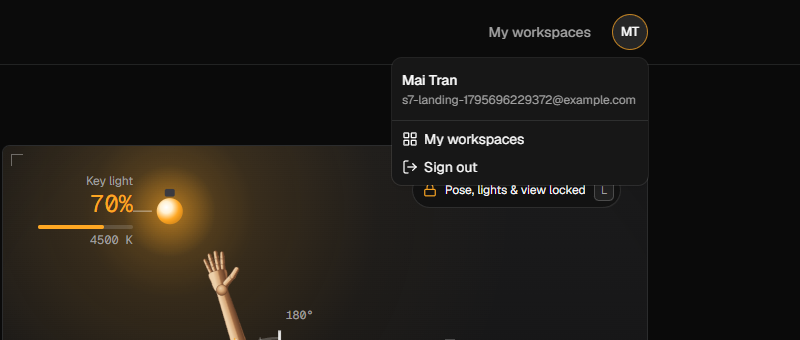 My workspaces
MT
Mai Tran
s7-landing-1795696229372@example.com
My workspaces
Sign out
Pose, lights & view locked
L
Key light
70%
4500 K
180°